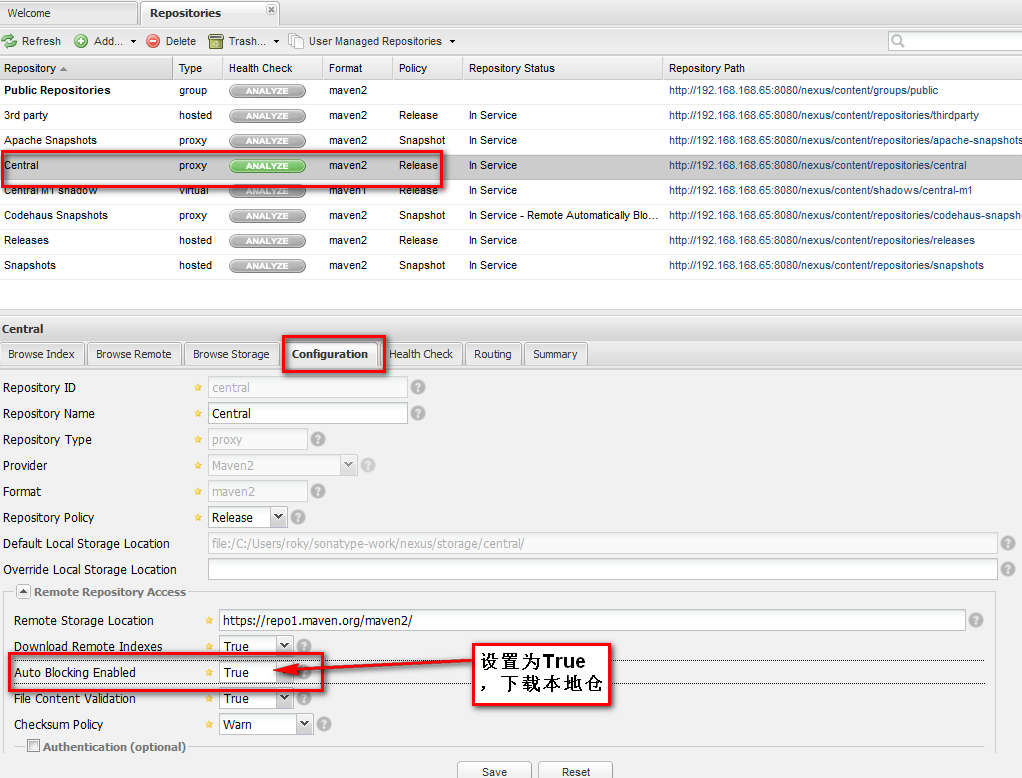 Welcome
Repositories
Refresh Add... Delete Trash... User Managed Repositories
Repository Type Health Check Format Policy Repository Status Repository Path
Public Repositories group ANALYZE maven2 http://192.168.168.65:8080/nexus/content/groups/public
3rd party hosted ANALYZE maven2 Release In Service http://192.168.168.65:8080/nexus/content/repositories/thirdparty
Apache Snapshots proxy ANALYZE maven2 Snapshot In Service http://192.168.168.65:8080/nexus/content/repositories/apache-snapshots
Central proxy ANALYZE maven2 Release In Service http://192.168.168.65:8080/nexus/content/repositories/central
Central M1 shadow virtual ANALYZE maven1 Release In Service http://192.168.168.65:8080/nexus/content/shadows/central-m1
Codehaus Snapshots proxy ANALYZE maven2 Snapshot In Service - Remote Automatically Blo... http://192.168.168.65:8080/nexus/content/repositories/codehaus-snapsh
Releases hosted ANALYZE maven2 Release In Service http://192.168.168.65:8080/nexus/content/repositories/releases
Snapshots hosted ANALYZE maven2 Snapshot In Service http://192.168.168.65:8080/nexus/content/repositories/snapshots
Central
Browse Index Browse Remote Browse Storage Configuration Health Check Routing Summary
Repository ID central
Repository Name Central
Repository Type proxy
Provider Maven2
Format maven2
Repository Policy Release
Default Local Storage Location file:/C:/Users/roky/sonatype-work/nexus/storage/central/
Override Local Storage Location
Remote Repository Access
Remote Storage Location https://repo1.maven.org/maven2/
Download Remote Indexes True
Auto Blocking Enabled True
设置为True
，下载本地仓
File Content Validation True
Checksum Policy Warn
Authentication (optional)
Save Reset